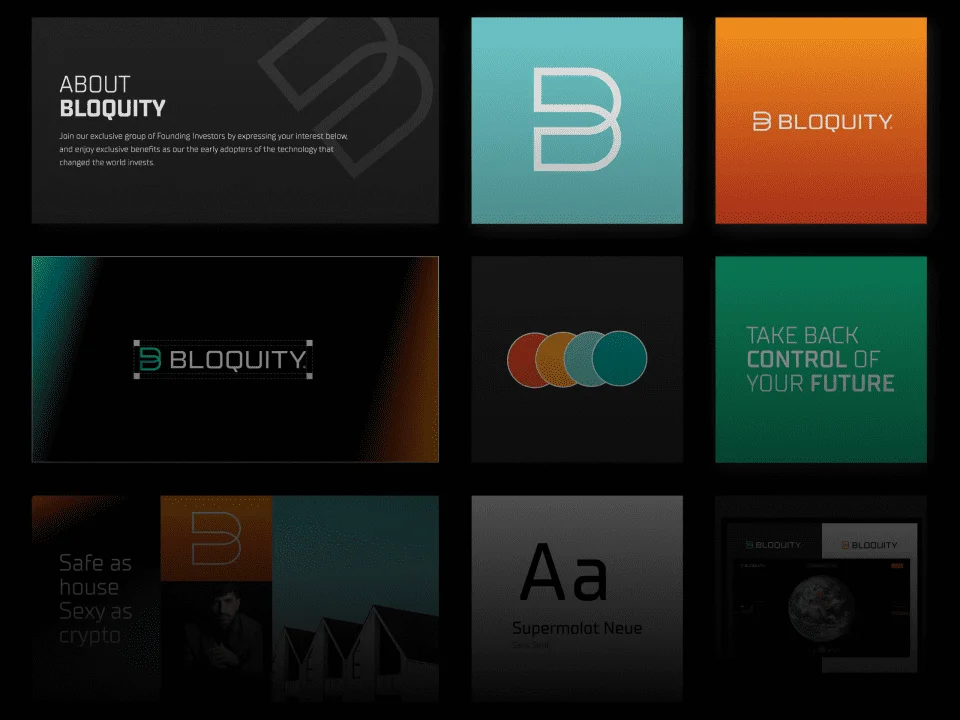 ABOUT
BLOQUITY
Join our exclusive group of Founding Investors by expressing your interest below,
and enjoy exclusive benefits as our the early adopters of the technology that
changed the world invests.
BLOQUITY
BLOQUITY
TAKE BACK
CONTROL OF
YOUR FUTURE
Safe as
house
Sexy as
crypto
Aa
Supermolot Neue
BLOQUITY
BLOQUITY